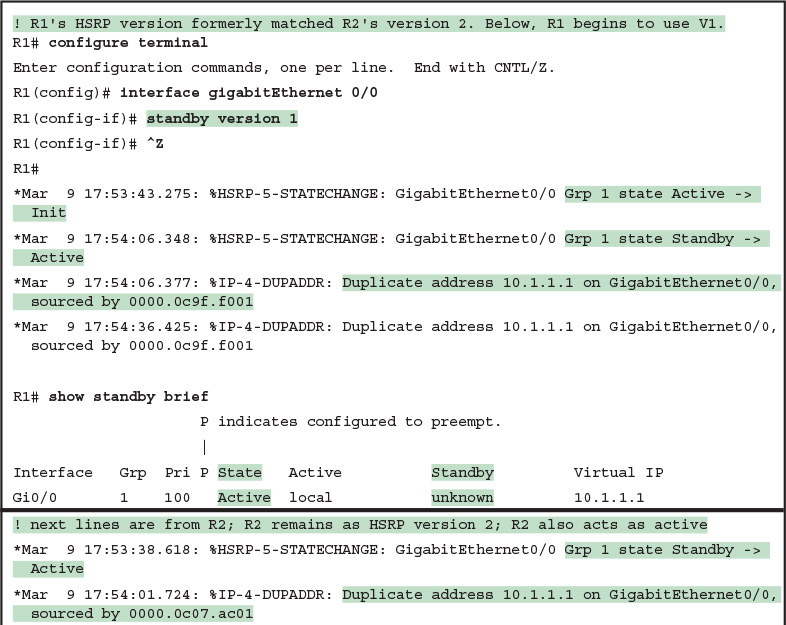 ! R1's HSRP version formerly matched R2's version 2. Below, R1 begins to use V1.
R1# configure terminal
Enter configuration commands, one per line.  End with CNTL/Z.
R1(config)# interface gigabitEthernet 0/0
R1(config-if)# standby version 1
R1(config-if)# ^Z
R1#
*Mar  9 17:53:43.275: %HSRP-5-STATECHANGE: GigabitEthernet0/0 Grp 1 state Active ->
  Init
*Mar  9 17:54:06.348: %HSRP-5-STATECHANGE: GigabitEthernet0/0 Grp 1 state Standby ->
  Active
*Mar  9 17:54:06.377: %IP-4-DUPADDR: Duplicate address 10.1.1.1 on GigabitEthernet0/0,
  sourced by 0000.0c9f.f001
*Mar  9 17:54:36.425: %IP-4-DUPADDR: Duplicate address 10.1.1.1 on GigabitEthernet0/0,
  sourced by 0000.0c9f.f001
R1# show standby brief
                     P indicates configured to preempt.
                     |
Interface   Grp  Pri P State   Active          Standby         Virtual IP
Gi0/0       1    100   Active  local           unknown         10.1.1.1
! next lines are from R2; R2 remains as HSRP version 2; R2 also acts as active
*Mar  9 17:53:38.618: %HSRP-5-STATECHANGE: GigabitEthernet0/0 Grp 1 state Standby ->
  Active
*Mar  9 17:54:01.724: %IP-4-DUPADDR: Duplicate address 10.1.1.1 on GigabitEthernet0/0,
  sourced by 0000.0c07.ac01